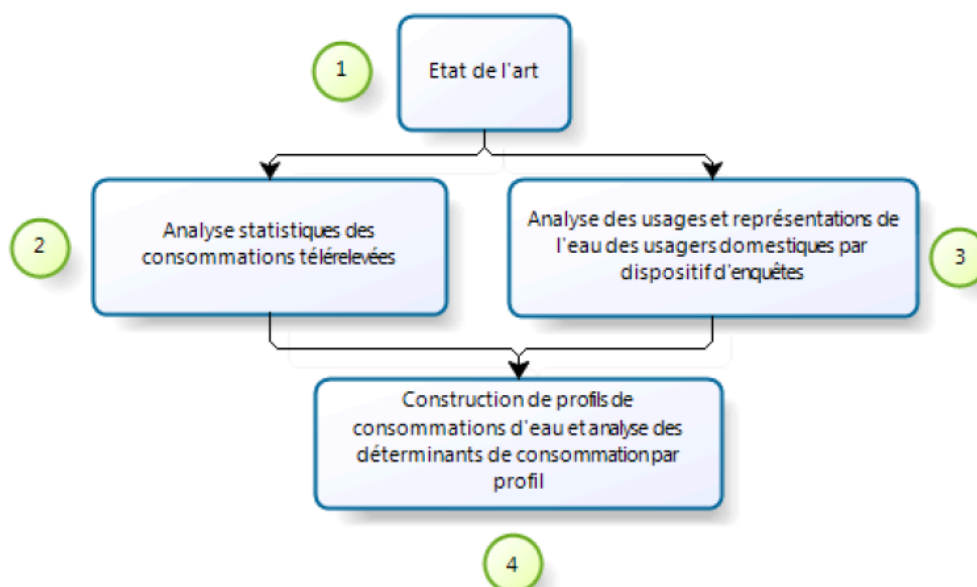 1
Etat de l'art
2
Analyse statistiques des
consommations télérelevées
Analyse des usages et représentations de
l'eau des usagers domestiques par
dispositif d'enquêtes
3
Construction de profils de
consommations d'eau et analyse des
déterminants de consommation par
profil
4